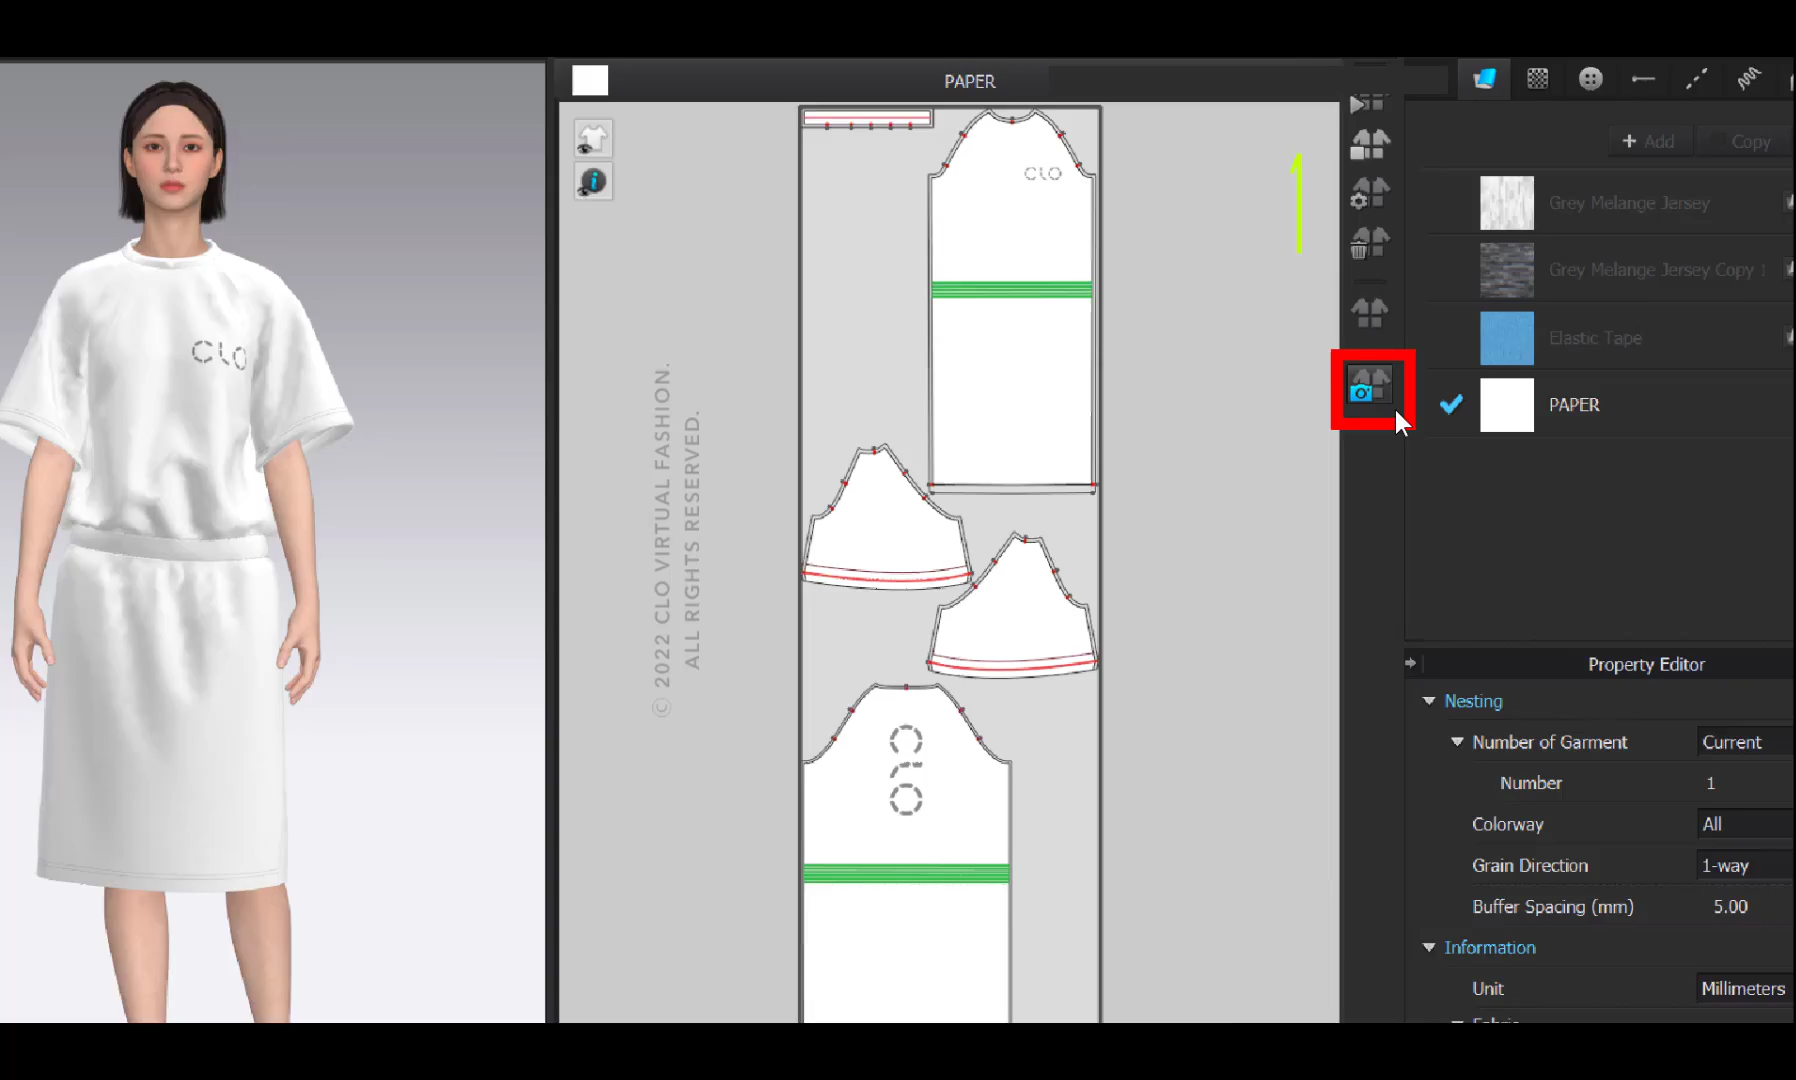 PAPER
CLO
© 2022 CLO VIRTUAL FASHION.
ALL RIGHTS RESERVED.
CLO
CLO
1
+ Add
Copy
Grey Melange Jersey
Grey Melange Jersey Copy 1
Elastic Tape
PAPER
Property Editor
Nesting
Number of Garment Current
Number 1
Colorway All
Grain Direction 1-way
Buffer Spacing (mm) 5.00
Information
Unit Millimeters